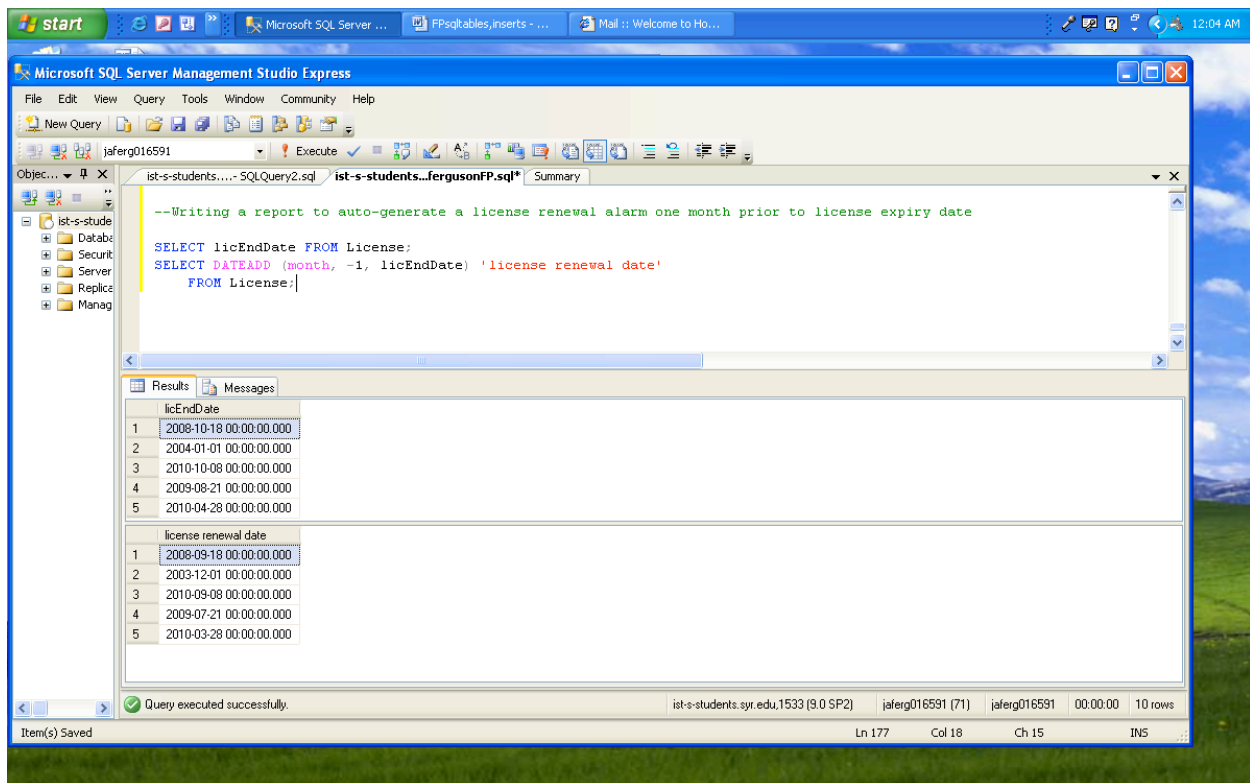 start
Microsoft SQL Server ...
FPsqltables,inserts - ...
Mail :: Welcome to Ho...
12:04 AM
Microsoft SQL Server Management Studio Express
File Edit View Query Tools Window Community Help
New Query
jaferg016591
Execute
Objec...
ist-s-students....- SQLQuery2.sql
ist-s-students...fergusonFP.sql*
Summary
ist-s-stude
Databa
Securit
Server
Replica
Manag
--Writing a report to auto-generate a license renewal alarm one month prior to license expiry date
SELECT licEndDate FROM License;
SELECT DATEADD (month, -1, licEndDate) 'license renewal date'
FROM License;
Results
Messages
licEndDate
1 2008-10-18 00:00:00.000
2 2004-01-01 00:00:00.000
3 2010-10-08 00:00:00.000
4 2009-08-21 00:00:00.000
5 2010-04-28 00:00:00.000
license renewal date
1 2008-09-18 00:00:00.000
2 2003-12-01 00:00:00.000
3 2010-09-08 00:00:00.000
4 2009-07-21 00:00:00.000
5 2010-03-28 00:00:00.000
Query executed successfully.
ist-s-students.syr.edu,1533 (9.0 SP2)
jaferg016591 (71)
jaferg016591
00:00:00
10 rows
Item(s) Saved
Ln 177
Col 18
Ch 15
INS